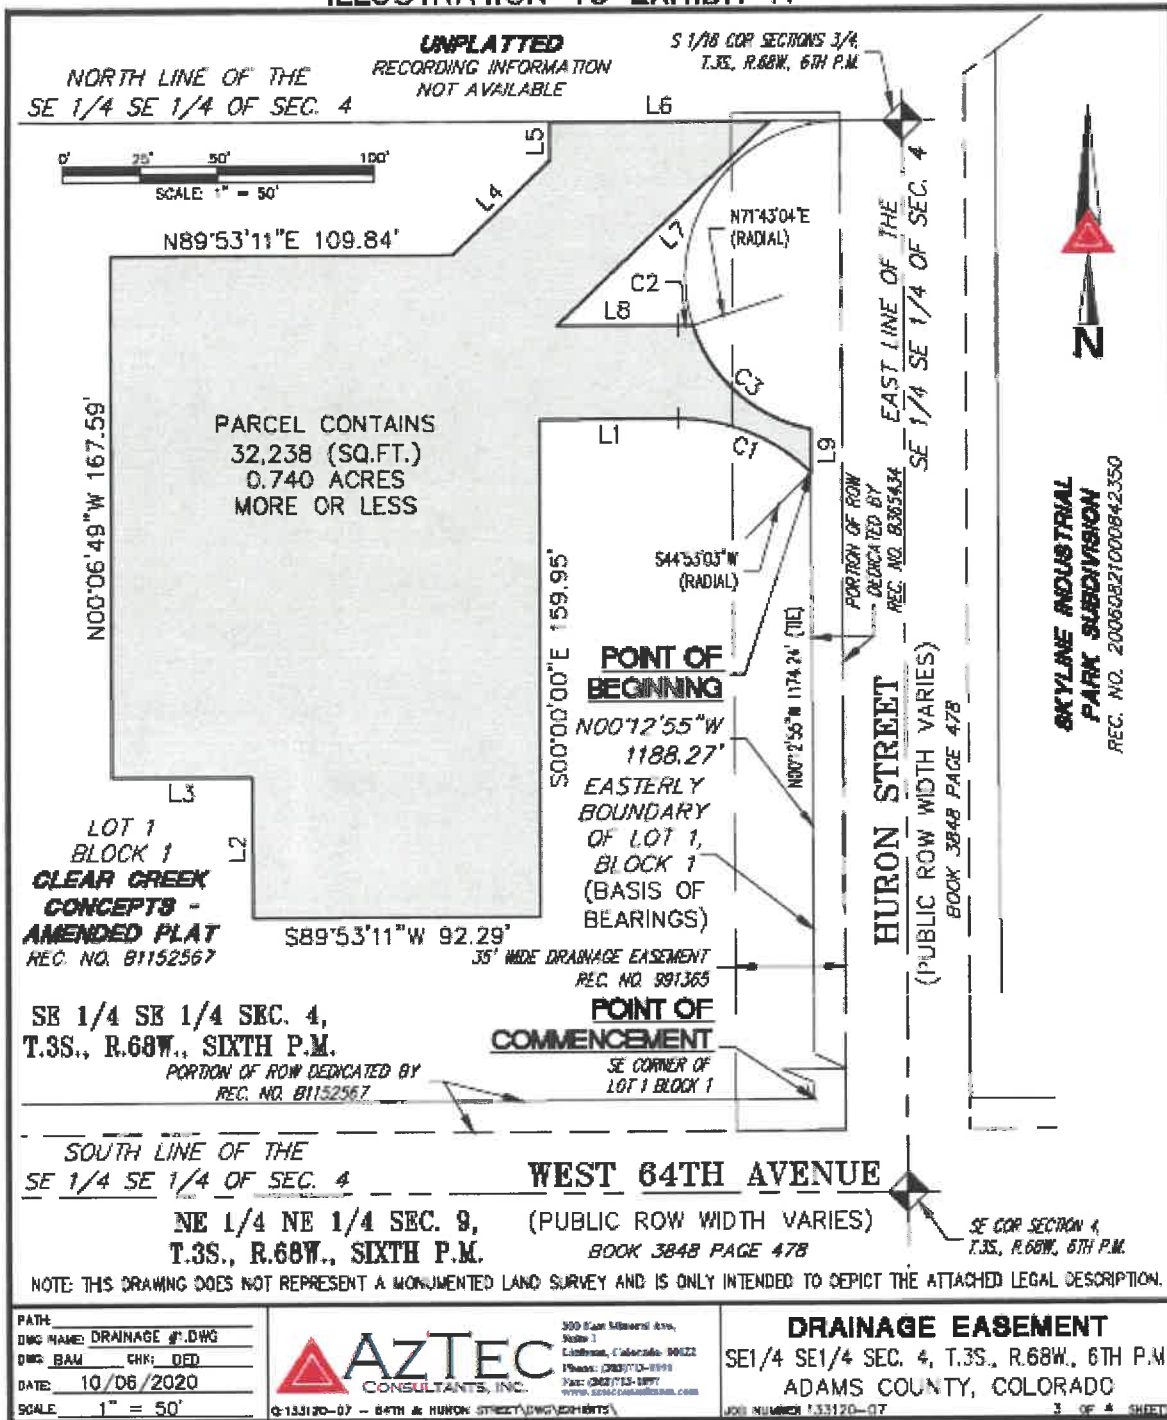 ILLUSTRATION TO EXHIBIT A
UNPLATTED
RECORDING INFORMATION
NOT AVAILABLE
S 1/16 COR SECTIONS 3/4,
T.3S., R.68W., 6TH P.M.
NORTH LINE OF THE
SE 1/4 SE 1/4 OF SEC. 4
0' 25' 50' 100'
SCALE: 1" = 50'
L6
L5
L4
N89°53'11"E 109.84'
L7
N71°43'04"E
(RADIAL)
C2
L8
C3
EAST LINE OF THE
SE 1/4 SE 1/4 OF SEC. 4
N
N00°06'49"W 167.59'
PARCEL CONTAINS
32,238 (SQ.FT.)
0.740 ACRES
MORE OR LESS
L1
C1
L9
S44°53'03"W
(RADIAL)
PORTION OF ROW
DEDICATED BY
REC. NO. B365434
SKYLINE INDUSTRIAL
PARK SUBDIVISION
REC. NO. 20060821000842350
S00°00'00"E 159.95'
POINT OF
BEGINNING
N00°12'55"W 1174.24' (TIE)
N00°12'55"W
1188.27'
EASTERLY
BOUNDARY
OF LOT 1,
BLOCK 1
(BASIS OF
BEARINGS)
HURON STREET
(PUBLIC ROW WIDTH VARIES)
BOOK 3848 PAGE 478
L3
L2
LOT 1
BLOCK 1
CLEAR CREEK
CONCEPTS -
AMENDED PLAT
REC. NO. B1152567
S89°53'11"W 92.29'
35' WIDE DRAINAGE EASEMENT
REC. NO. 991365
SE 1/4 SE 1/4 SEC. 4,
T.3S., R.68W., SIXTH P.M.
POINT OF
COMMENCEMENT
SE CORNER OF
LOT 1 BLOCK 1
PORTION OF ROW DEDICATED BY
REC. NO. B1152567
SOUTH LINE OF THE
SE 1/4 SE 1/4 OF SEC. 4
WEST 64TH AVENUE
(PUBLIC ROW WIDTH VARIES)
BOOK 3848 PAGE 478
NE 1/4 NE 1/4 SEC. 9,
T.3S., R.68W., SIXTH P.M.
SE COR SECTION 4,
T.3S., R.68W., 6TH P.M.
NOTE: THIS DRAWING DOES NOT REPRESENT A MONUMENTED LAND SURVEY AND IS ONLY INTENDED TO DEPICT THE ATTACHED LEGAL DESCRIPTION.
PATH:
DWG NAME: DRAINAGE #1.DWG
DWG: BAM CHK: DED
DATE: 10/06/2020
SCALE: 1" = 50'
AZTEC
CONSULTANTS, INC.
300 East Mineral Ave,
Suite 1
Littleton, Colorado 80122
www.aztecconsultants.com
Q:133120-07 - 64TH & HURON STREET\DWG\EXHIBITS\
DRAINAGE EASEMENT
SE1/4 SE1/4 SEC. 4, T.3S., R.68W., 6TH P.M.
ADAMS COUNTY, COLORADO
JOB NUMBER 133120-07
3 OF 4 SHEETS